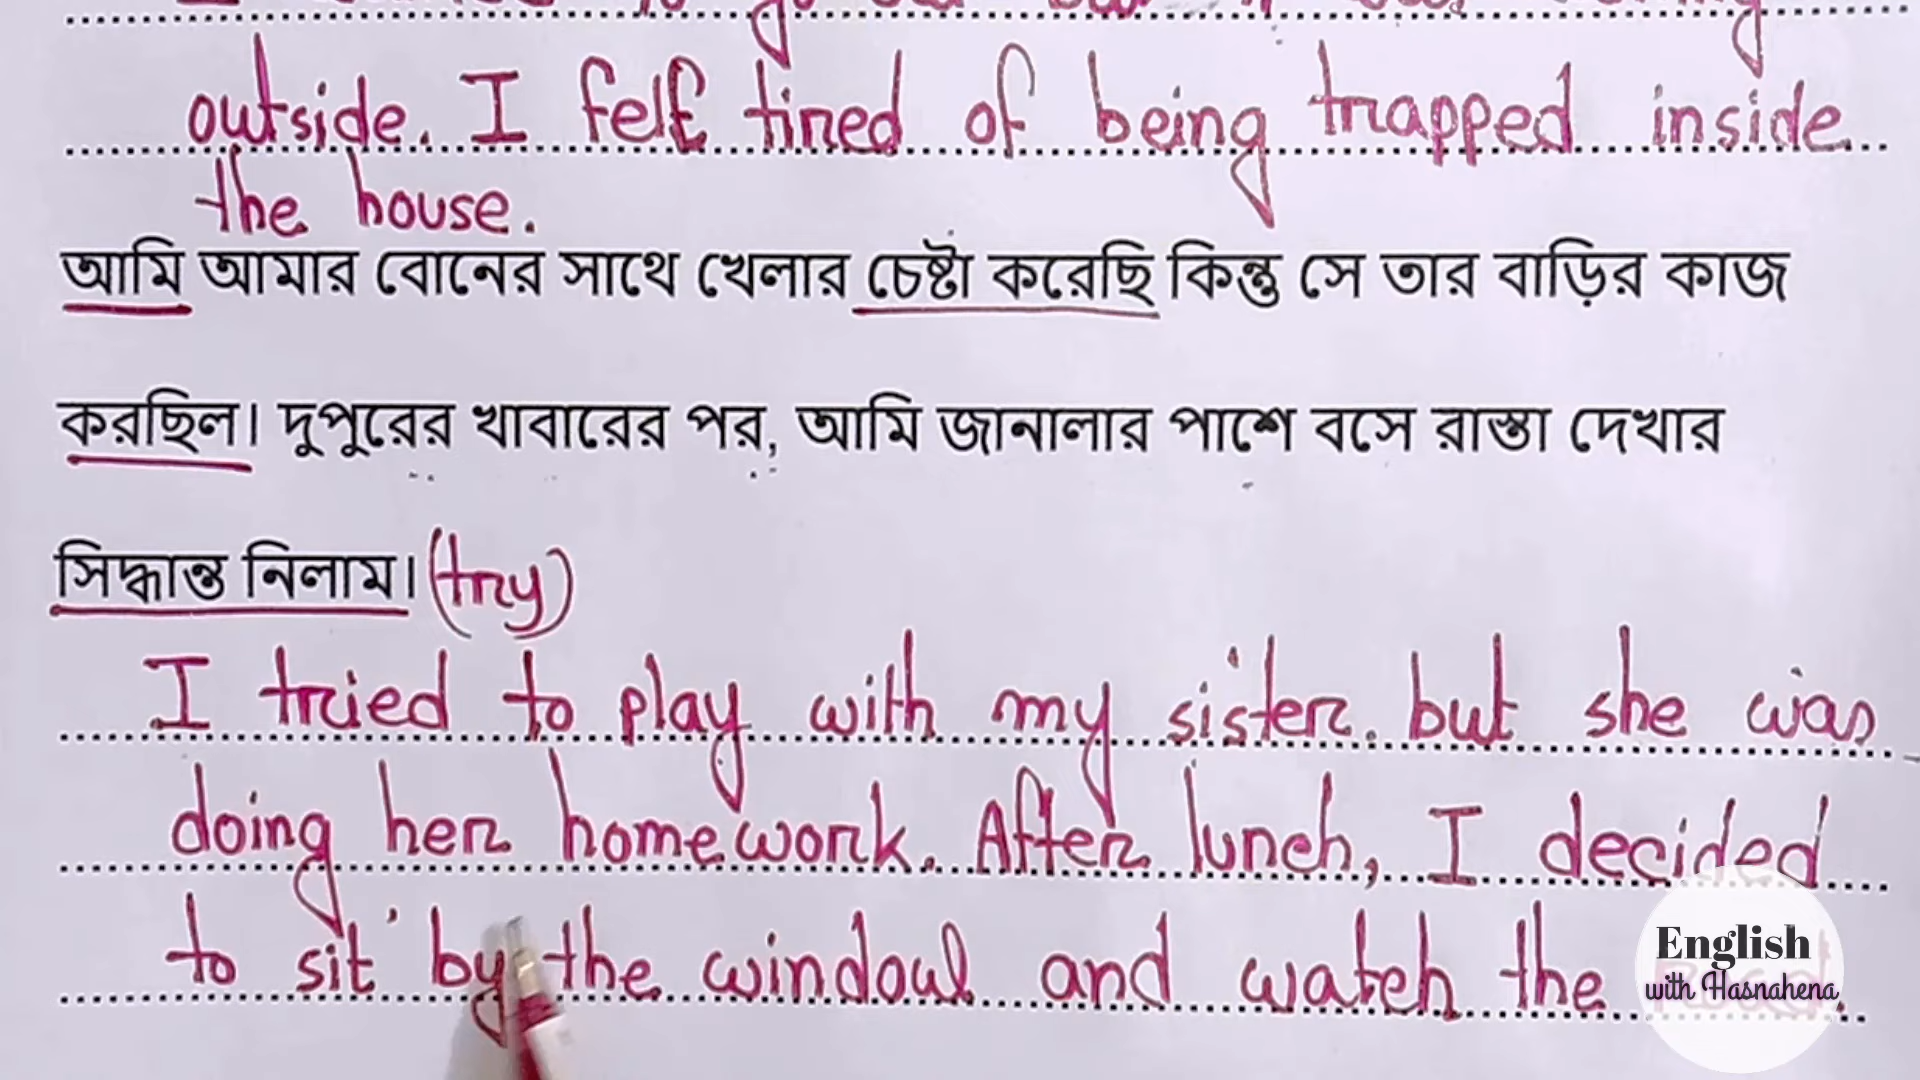 outside. I felt tired of being trapped inside
the house.
আমি আমার বোনের সাথে খেলার চেষ্টা করেছি কিন্তু সে তার বাড়ির কাজ
করছিল। দুপুরের খাবারের পর, আমি জানালার পাশে বসে রাস্তা দেখার
সিদ্ধান্ত নিলাম। (try)
I tried to play with my sister. but she was
doing her homework. After lunch, I decided
to sit by the window and watch the
English
with Hasnahena